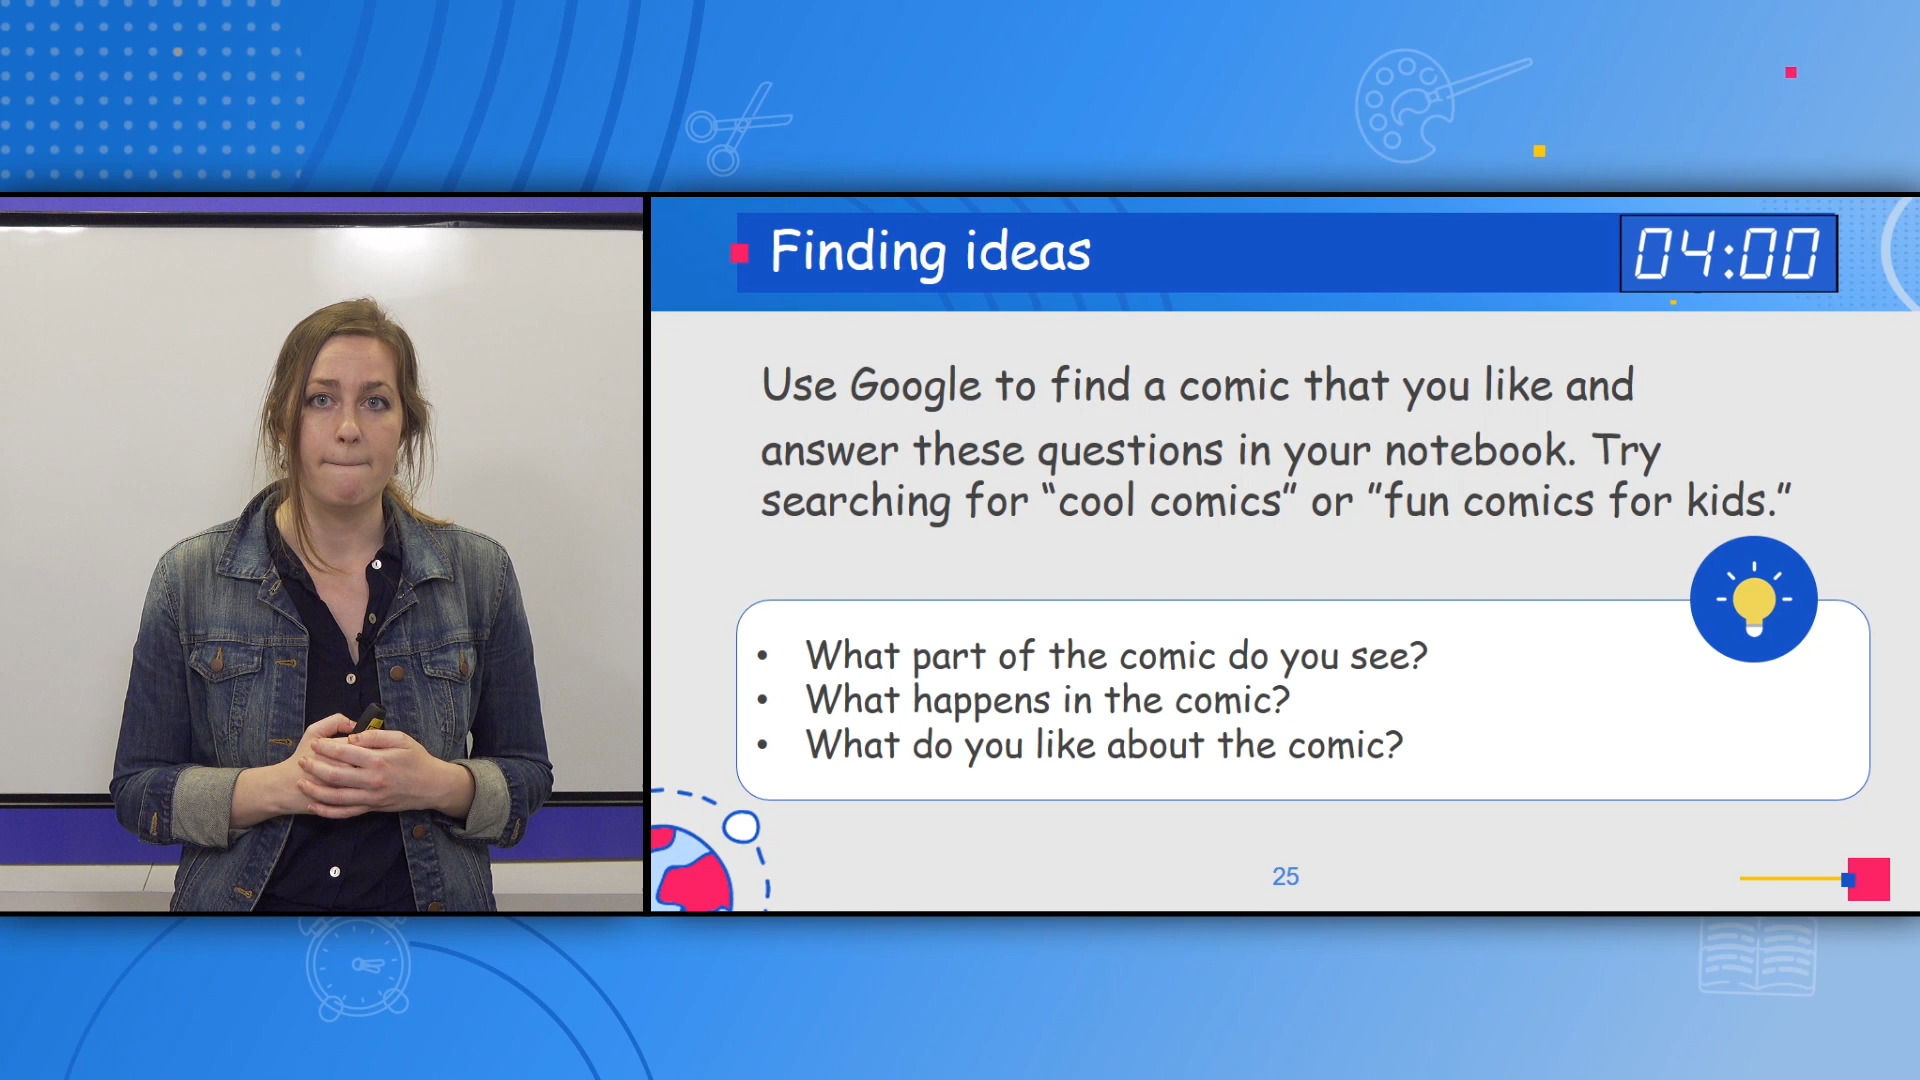 Finding ideas
04:00
Use Google to find a comic that you like and
answer these questions in your notebook. Try
searching for “cool comics” or ”fun comics for kids.”
• What part of the comic do you see?
• What happens in the comic?
• What do you like about the comic?
25